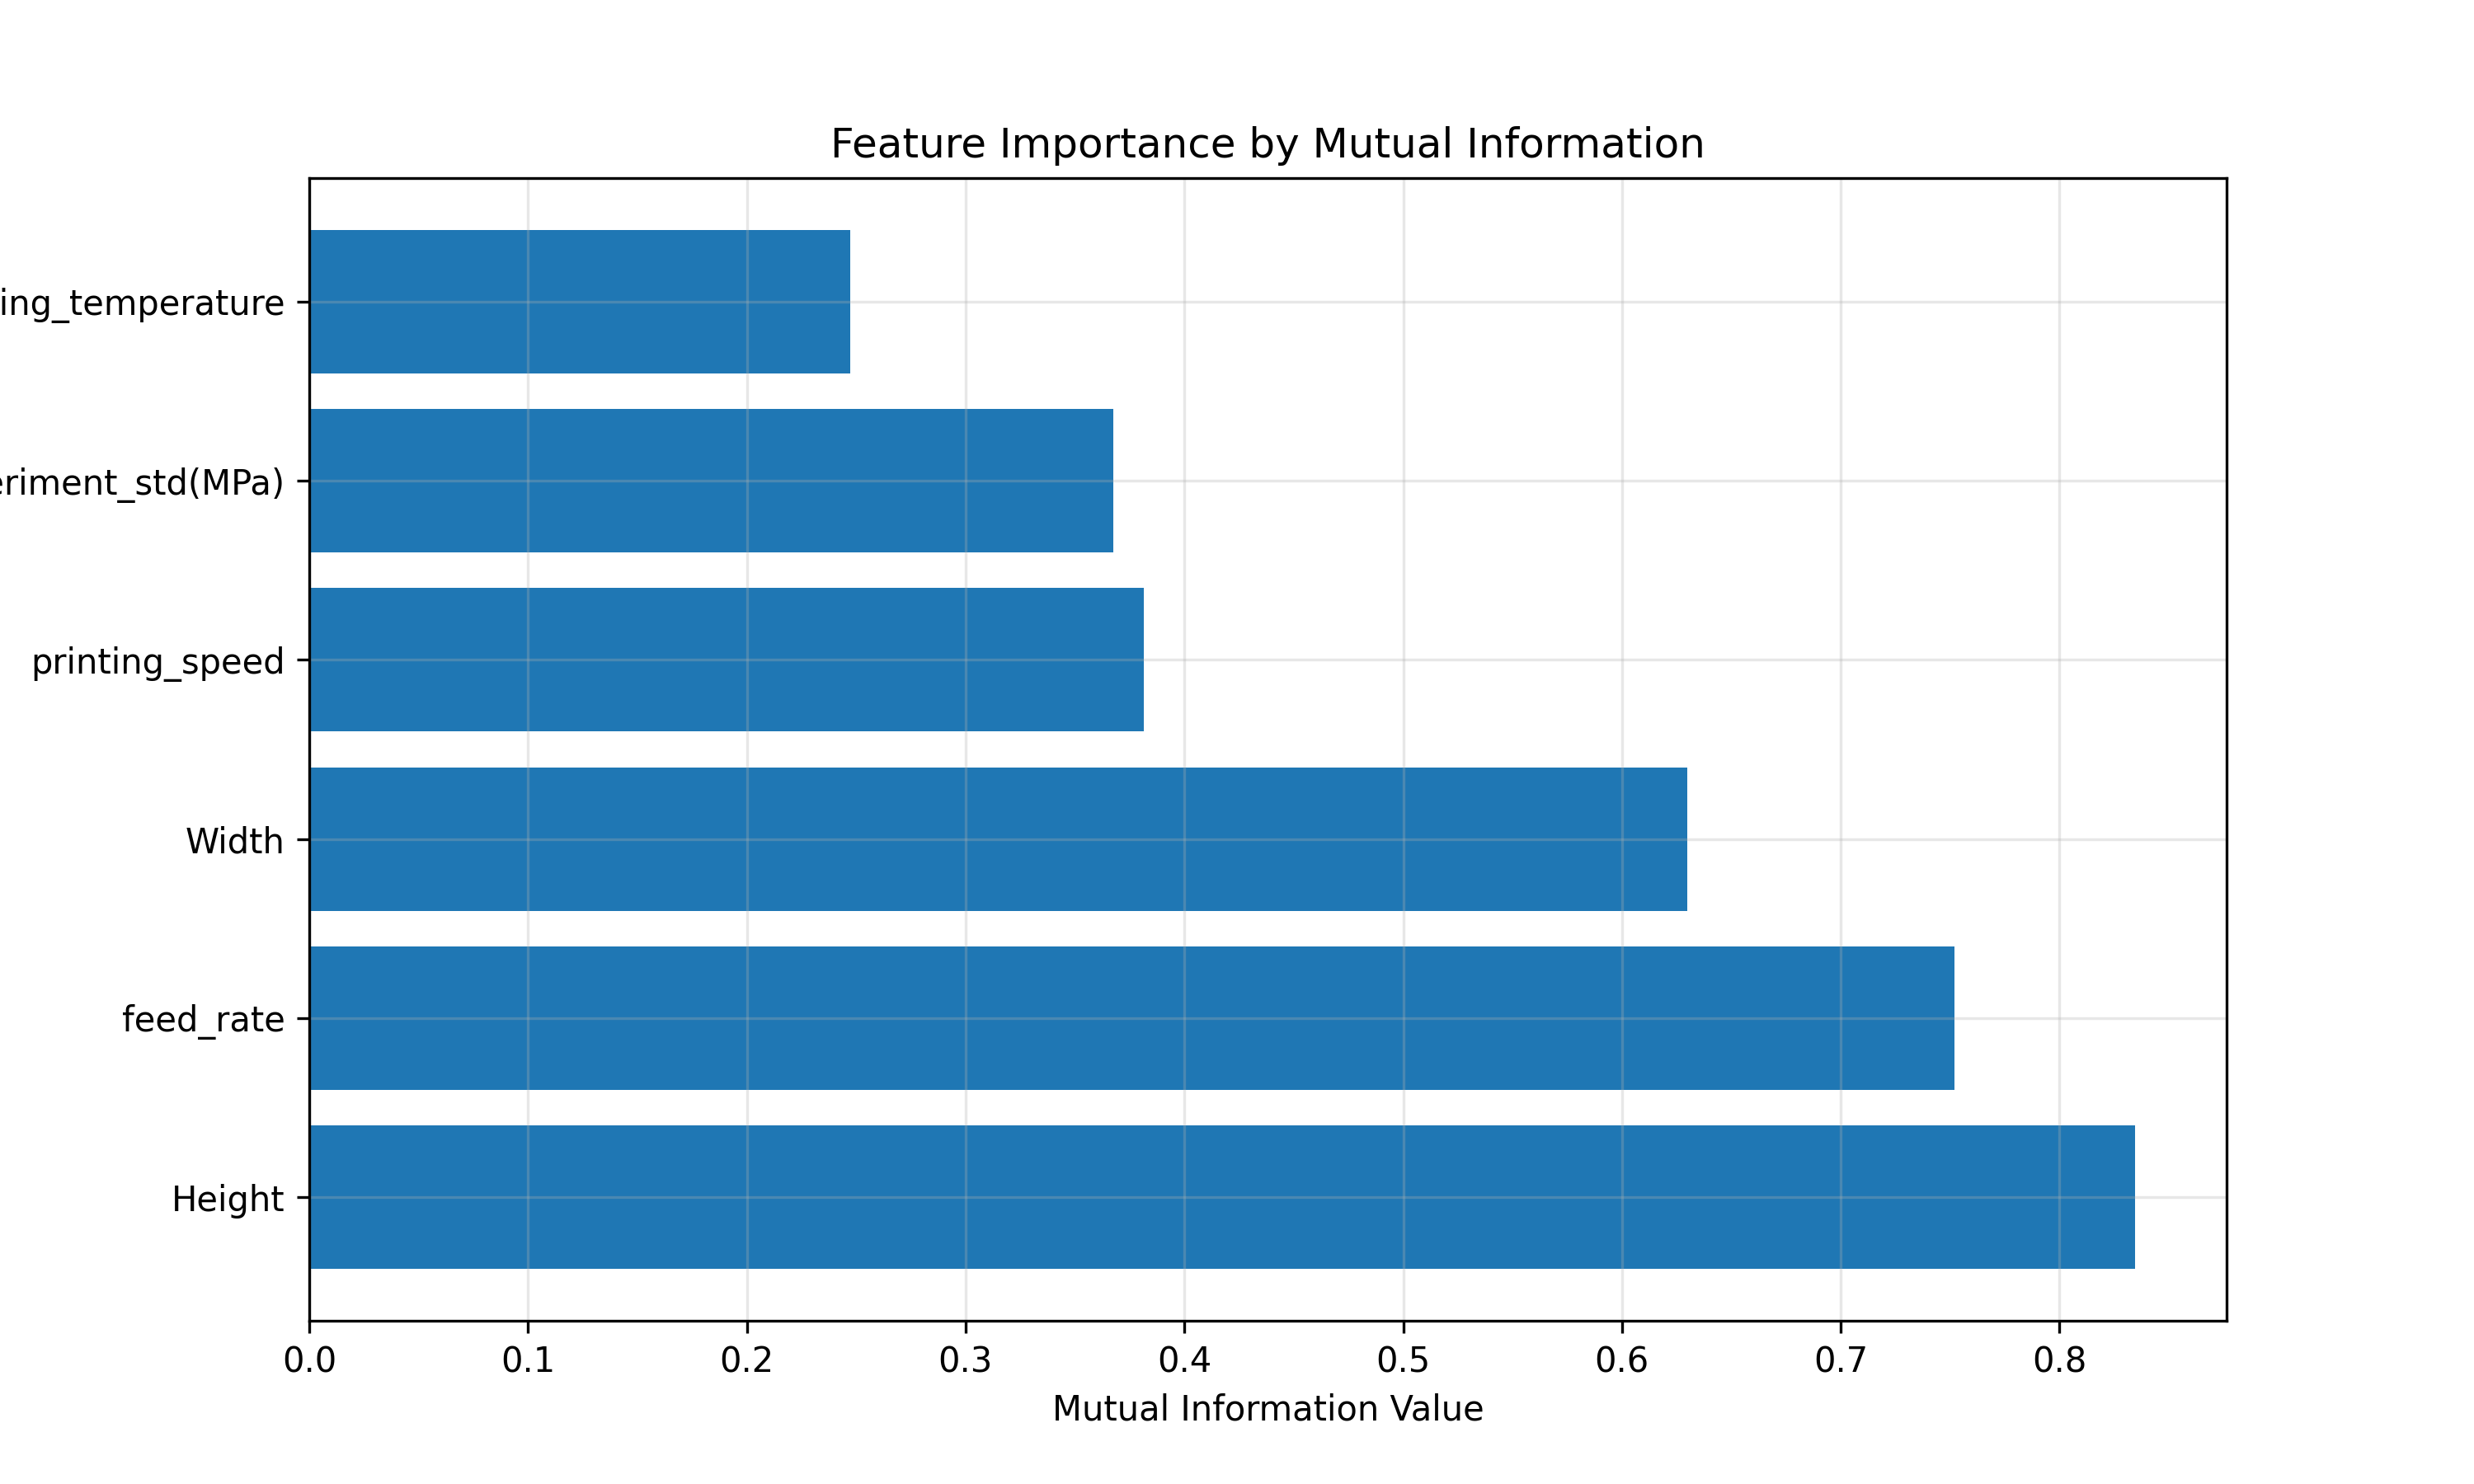 Feature Importance by Mutual Information
ing_temperature
eriment_std(MPa)
printing_speed
Width
feed_rate
Height
0.0 0.1 0.2 0.3 0.4 0.5 0.6 0.7 0.8
Mutual Information Value